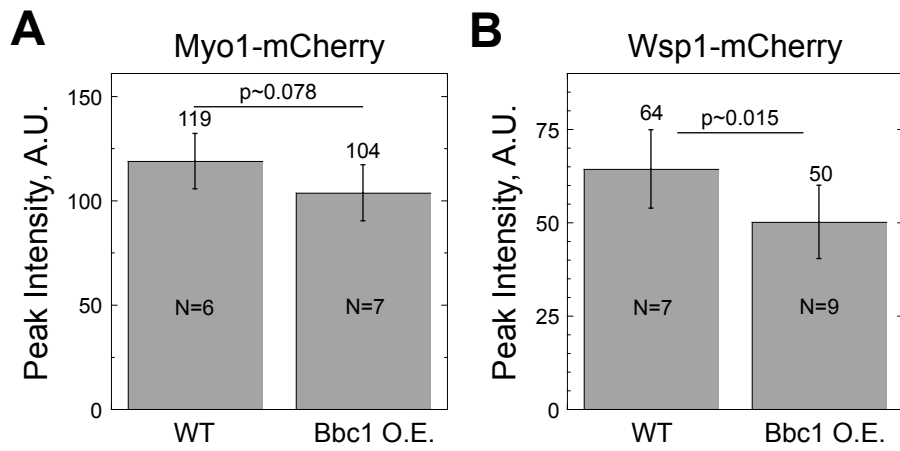 A
Myo1-mCherry
Peak Intensity, A.U.
150
100
50
0
p~0.078
119
104
N=6
N=7
WT
Bbc1 O.E.
B
Wsp1-mCherry
Peak Intensity, A.U.
75
50
25
0
64
p~0.015
50
N=7
N=9
WT
Bbc1 O.E.